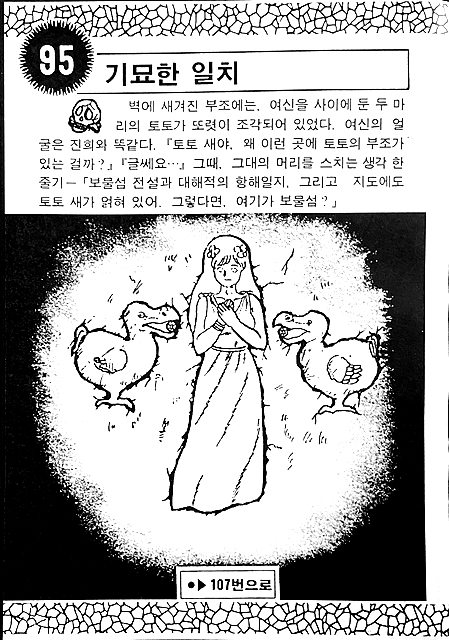 95
기묘한 일치
벽에 새겨진 부조에는, 여신을 사이에 둔 두 마
리의 토토가 또렷이 조각되어 있었다. 여신의 얼
굴은 진희와 똑같다. 『토토 새야. 왜 이런 곳에 토토의 부조가
있는 걸까?』『글쎄요…』 그때, 그대의 머리를 스치는 생각 한
줄기— 「보물섬 전설과 대해적의 항해일지, 그리고 지도에도
토토 새가 얽혀 있어. 그렇다면, 여기가 보물섬?」
●▶ 107번으로